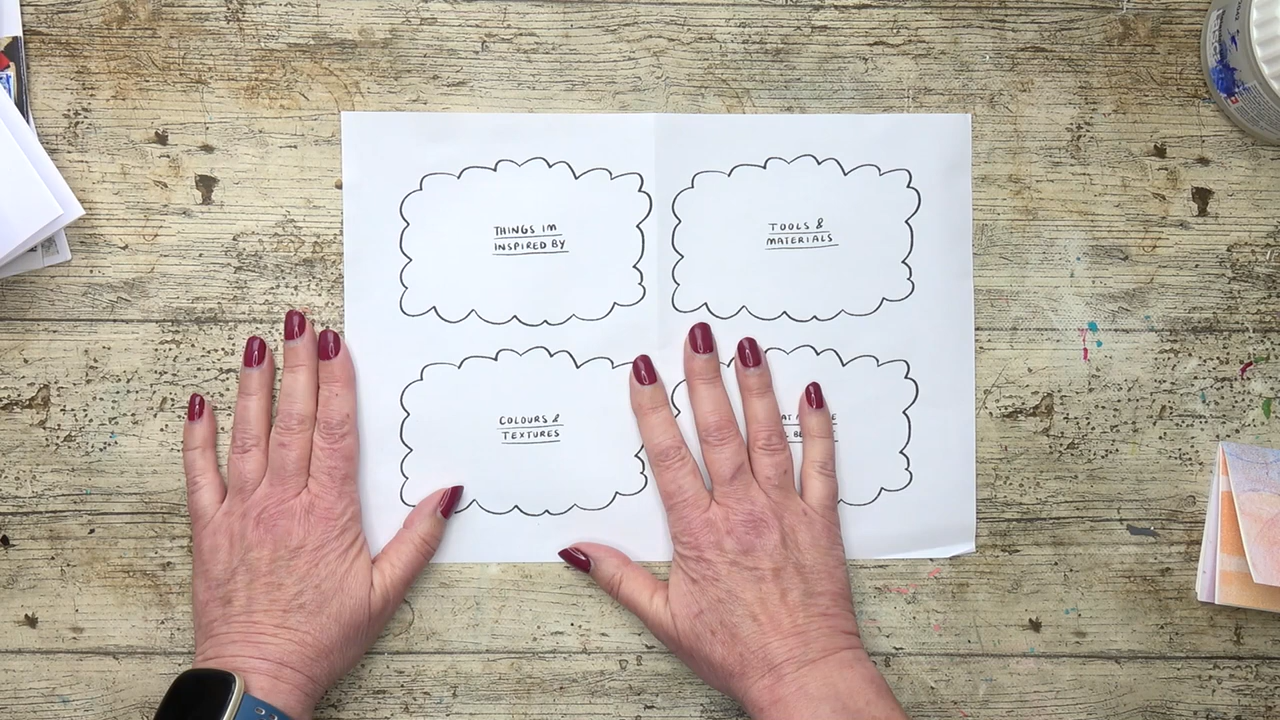 THINGS IM
INSPIRED BY
TOOLS &
MATERIALS
COLOURS &
TEXTURES